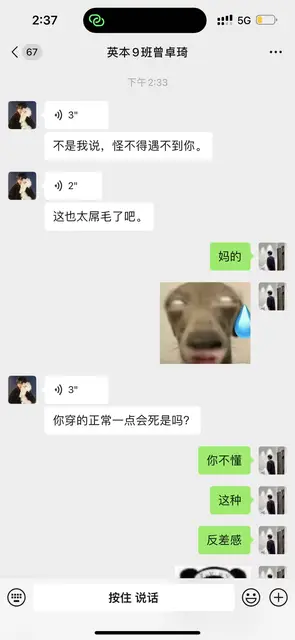 2:37
5G
67
英本9班曾卓琦
下午2:33
3"
不是我说，怪不得遇不到你。
2"
这也太屌毛了吧。
妈的
3"
你穿的正常一点会死是吗？
你不懂
这种
反差感
按住 说话